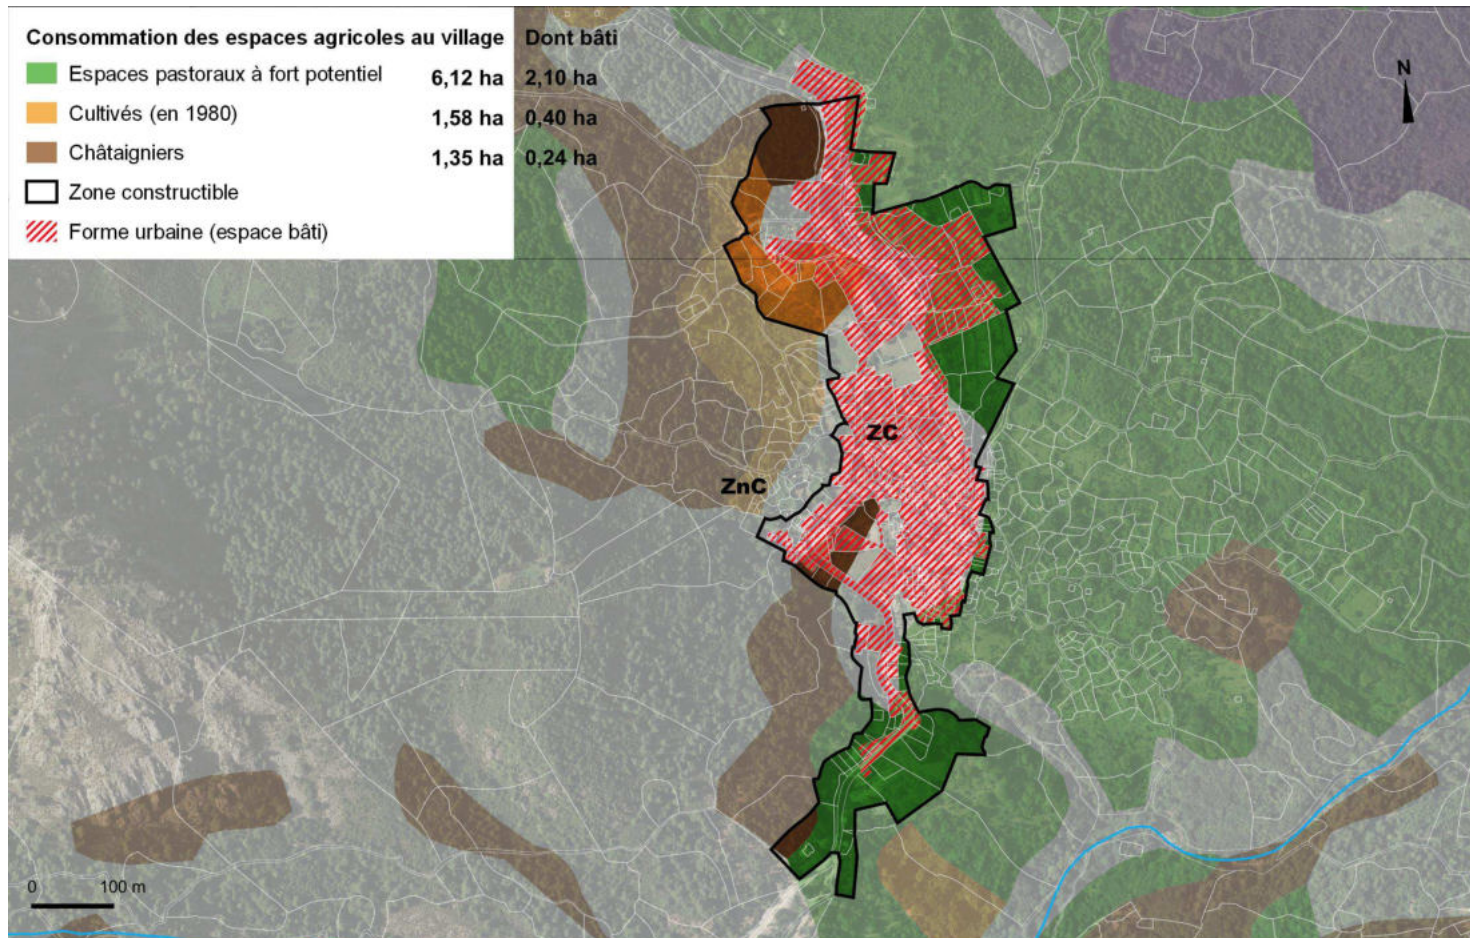 Consommation des espaces agricoles au village Dont bâti
Espaces pastoraux à fort potentiel 6,12 ha 2,10 ha
Cultivés (en 1980) 1,58 ha 0,40 ha
Châtaigniers 1,35 ha 0,24 ha
Zone constructible
Forme urbaine (espace bâti)
N
ZC
ZnC
0 100 m